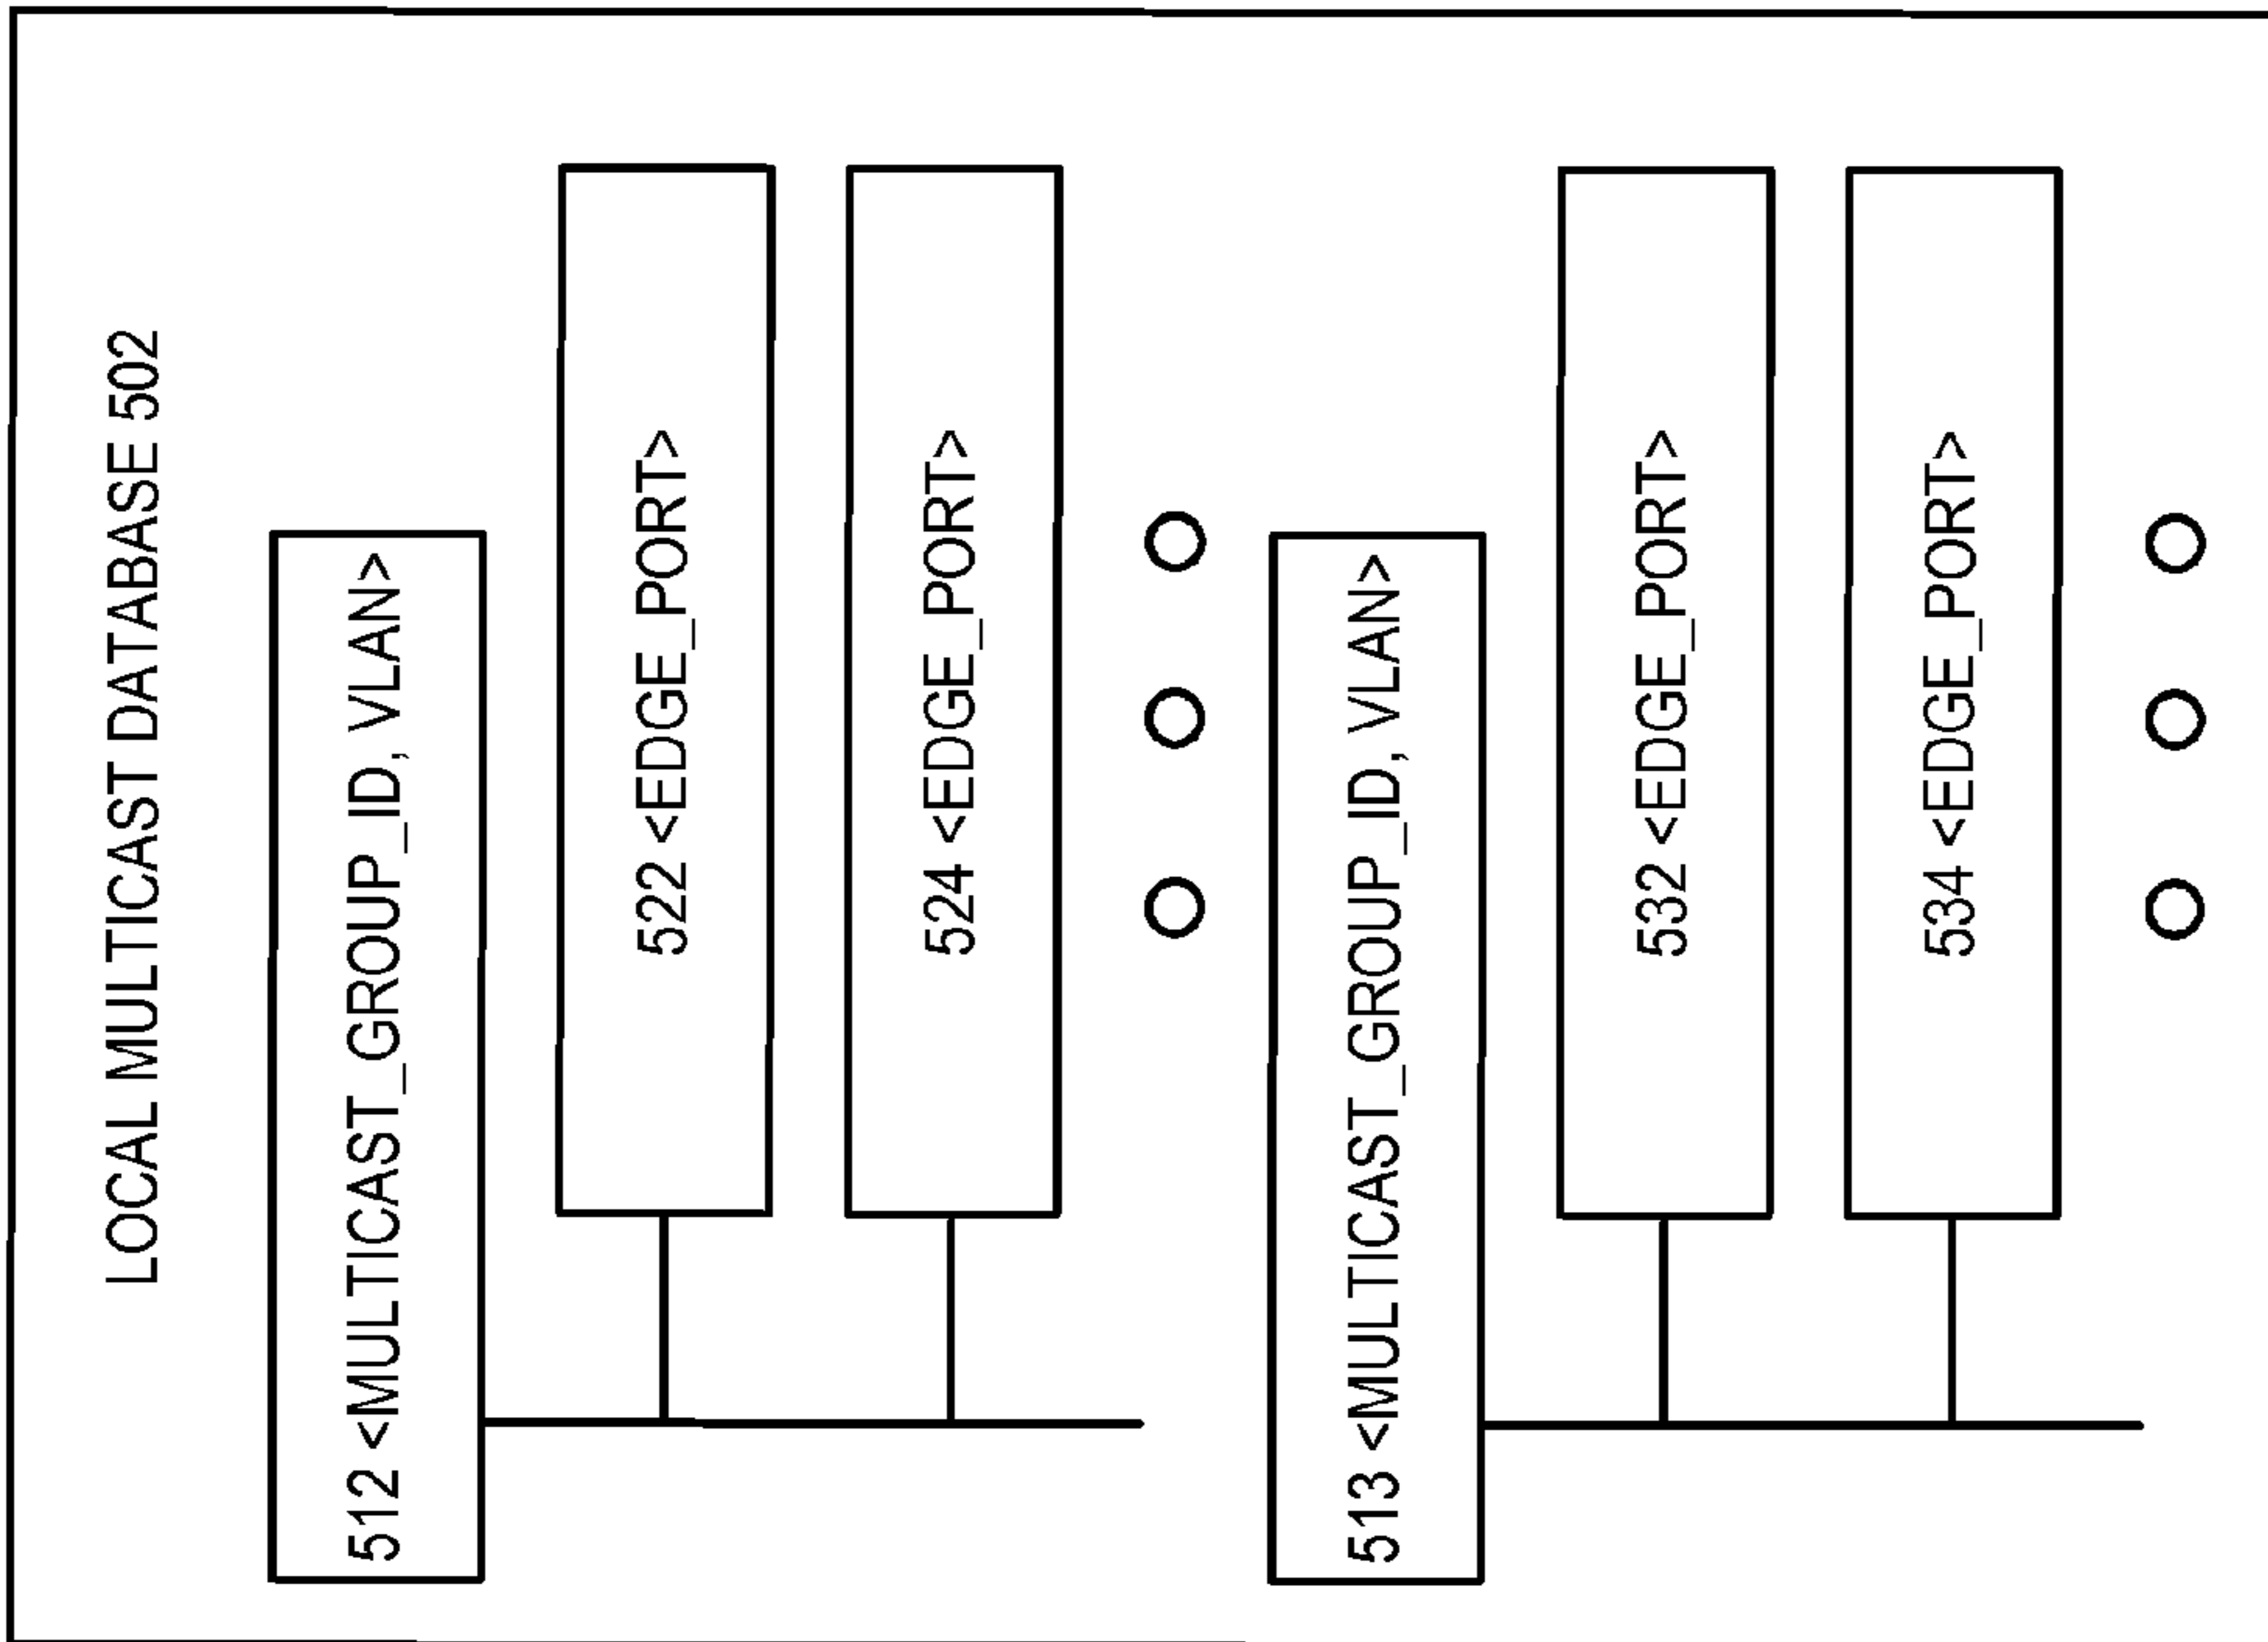 LOCAL MULTICAST DATABASE 502
512 <MULTICAST_GROUP_ID, VLAN>
522 <EDGE_PORT>
524 <EDGE_PORT>
513 <MULTICAST_GROUP_ID, VLAN>
532 <EDGE_PORT>
534 <EDGE_PORT>